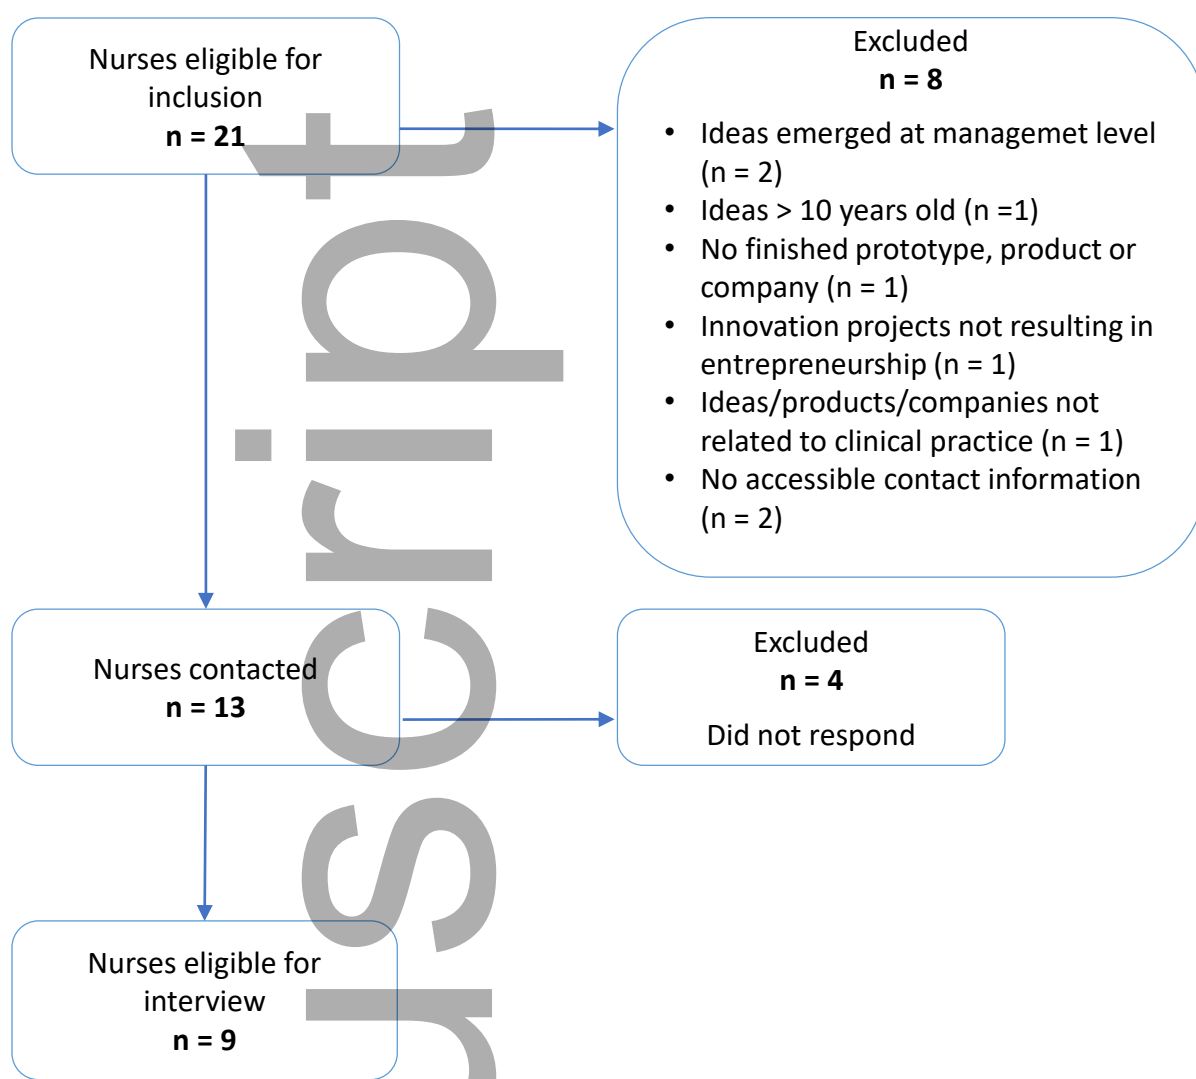 Nurses eligible for
inclusion
n = 21
Excluded
n = 8
• Ideas emerged at managemet level
(n = 2)
• Ideas > 10 years old (n =1)
• No finished prototype, product or
company (n = 1)
• Innovation projects not resulting in
entrepreneurship (n = 1)
• Ideas/products/companies not
related to clinical practice (n = 1)
• No accessible contact information
(n = 2)
Nurses contacted
n = 13
Excluded
n = 4
Did not respond
Nurses eligible for
interview
n = 9
script